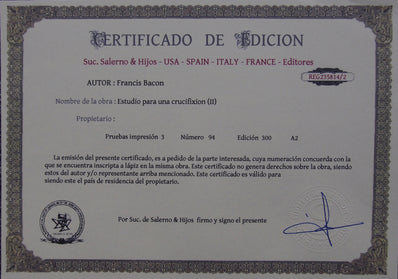 CERTIFICADO DE EDICION
Suc. Salerno & Hijos - USA - SPAIN - ITALY - FRANCE - Editores
REG235814/2
AUTOR : Francis Bacon
Nombre de la obra : Estudio para una crucifixion (II)
Propietario :
Pruebas impresión 3 Número 94 Edición 300 A2
La emisión del presente certificado, es a pedido de la parte interesada, cuya numeración concuerda con la
que se encuentra inscripta a lápiz en la misma obra. Este certificado no genera derechos sobre la obra, siendo
estos del autor y/o representante arriba mencionado. Este certificado es válido para
siendo este el país de residencia del propietario.
Por Suc. de Salerno & Hijos firmo y signo el presente